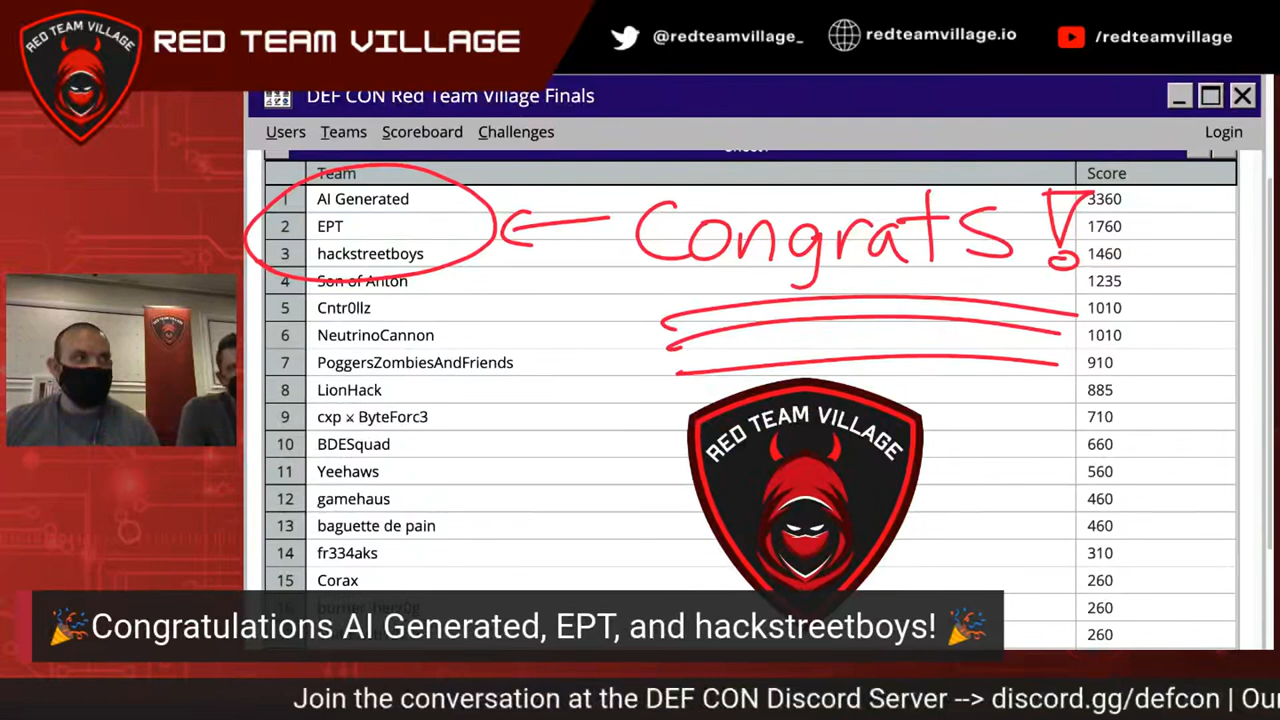 RED TEAM VILLAGE
RED TEAM VILLAGE
@redteamvillage_
redteamvillage.io
/redteamvillage
DEF CON Red Team Village Finals
Users Teams Scoreboard Challenges Login
Team Score
1 AI Generated 3360
2 EPT 1760
3 hackstreetboys 1460
Congrats!
4 Son of Anton 1235
5 Cntr0llz 1010
6 NeutrinoCannon 1010
7 PoggersZombiesAndFriends 910
8 LionHack 885
9 cxp × ByteForc3 710
10 BDESquad 660
11 Yeehaws 560
12 gamehaus 460
13 baguette de pain 460
14 fr334aks 310
15 Corax 260
260
260
RED TEAM VILLAGE
🎉Congratulations AI Generated, EPT, and hackstreetboys! 🎉
Join the conversation at the DEF CON Discord Server --> discord.gg/defcon | Ou